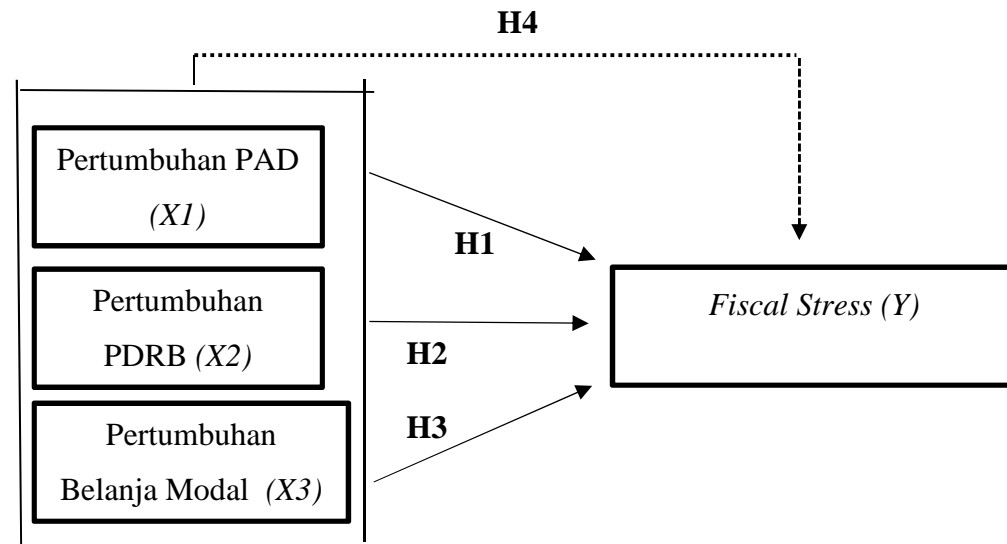 H4
Pertumbuhan PAD
(X1)
H1
Pertumbuhan
PDRB (X2)
Fiscal Stress (Y)
H2
H3
Pertumbuhan
Belanja Modal (X3)